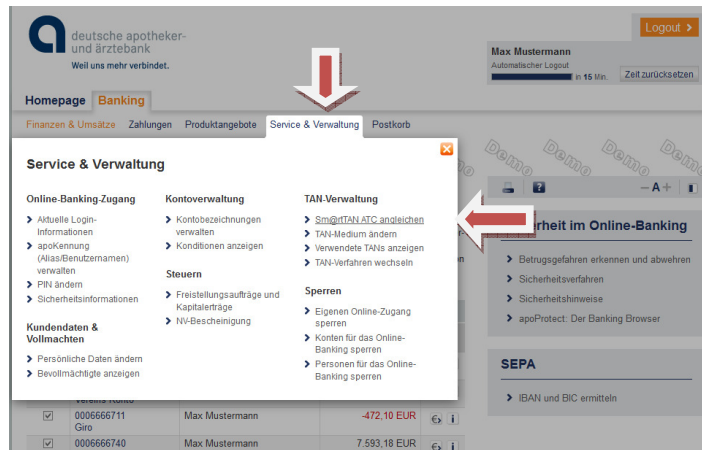 deutsche apotheker-
und ärztebank
Weil uns mehr verbindet.
Logout
Max Mustermann
Automatischer Logout
in 15 Min.
Zeit zurücksetzen
Homepage Banking
Finanzen & Umsätze Zahlungen Produktangebote Service & Verwaltung Postkorb
Demo Demo Demo Demo
- A +
Service & Verwaltung
Online-Banking-Zugang
Aktuelle Login-
Informationen
apoKennung
(Alias/Benutzernamen)
verwalten
PIN ändern
Sicherheitsinformationen
Kundendaten &
Vollmachten
Persönliche Daten ändern
Bevollmächtigte anzeigen
Kontoverwaltung
Kontobezeichnungen
verwalten
Konditionen anzeigen
Steuern
Freistellungsaufträge und
Kapitalerträge
NV-Bescheinigung
TAN-Verwaltung
Sm@rtTAN ATC angleichen
TAN-Medium ändern
Verwendete TANs anzeigen
TAN-Verfahren wechseln
Sperren
Eigenen Online-Zugang
sperren
Konten für das Online-
Banking sperren
Personen für das Online-
Banking sperren
im Online-Banking
Betrugsgefahren erkennen und abwehren
Sicherheitsverfahren
Sicherheitshinweise
apoProtect: Der Banking Browser
SEPA
IBAN und BIC ermitteln
Vereins Konto
0006666711 Max Mustermann -472,10 EUR
Giro
0006666740 Max Mustermann 7.593,18 EUR